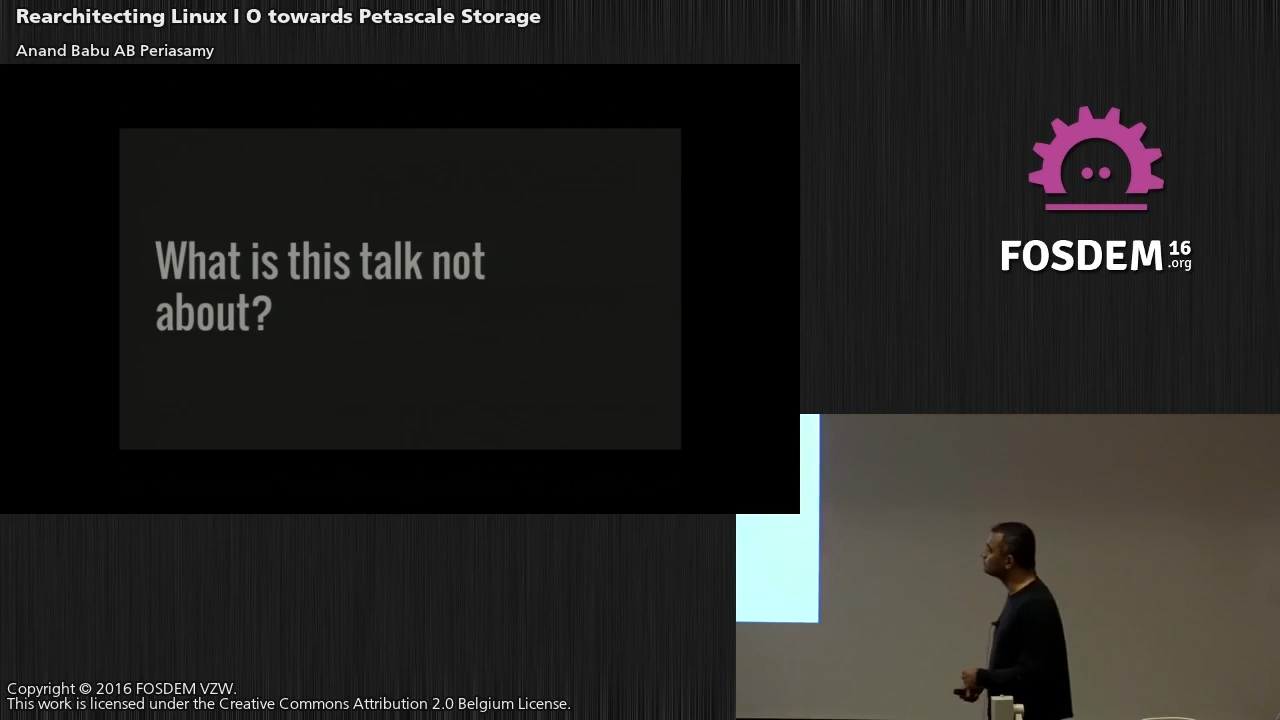 Rearchitecting Linux I O towards Petascale Storage
Anand Babu AB Periasamy
What is this talk not
about?
FOSDEM 16
.org
Copyright © 2016 FOSDEM VZW.
This work is licensed under the Creative Commons Attribution 2.0 Belgium License.